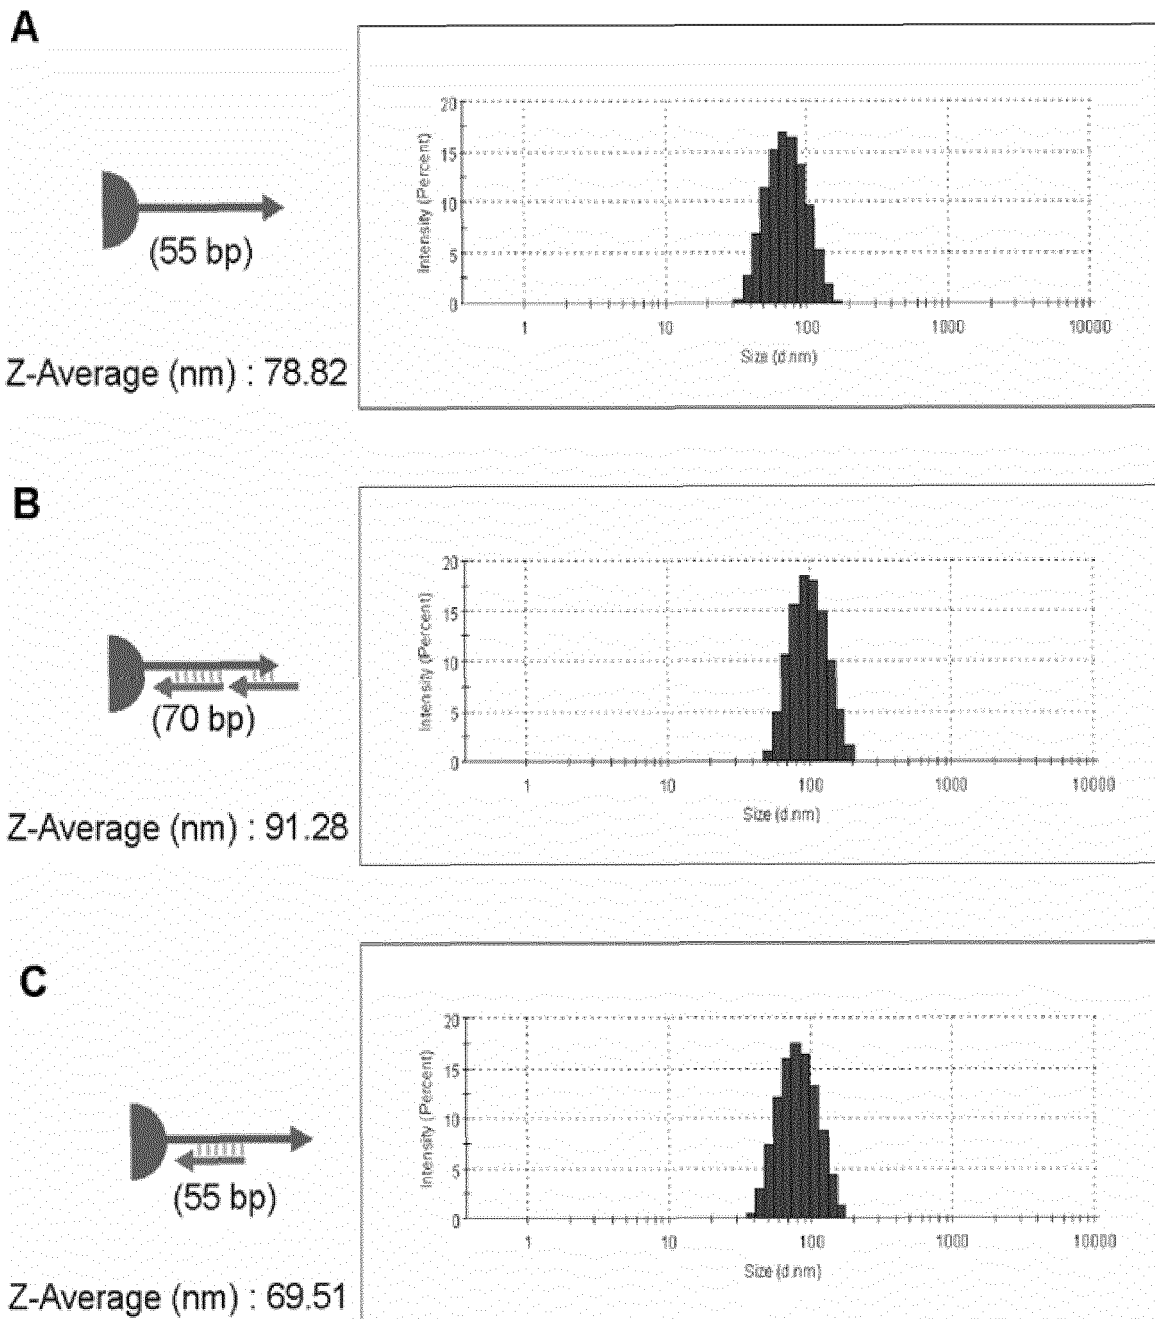 A
(55 bp)
Z-Average (nm) : 78.82
Intensity (Percent)
20
15
10
5
0
1
10
100
1000
10000
Size (d.nm)
B
(70 bp)
Z-Average (nm) : 91.28
Intensity (Percent)
20
15
10
5
0
1
10
100
1000
10000
Size (d.nm)
C
(55 bp)
Z-Average (nm) : 69.51
Intensity (Percent)
20
15
10
5
0
1
10
100
1000
10000
Size (d.nm)